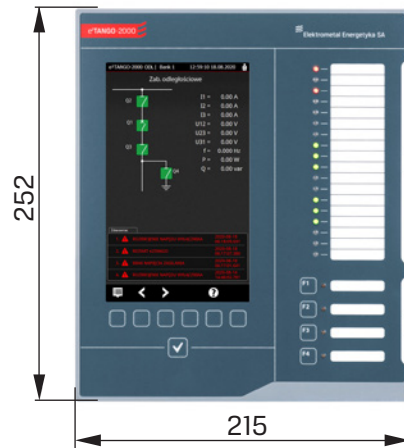 e²TANGO-2000
Elektrometal Energetyka SA
e²TANGO-2000 ODL | Bank 1 12:59:10 18.08.2020
Zab. odległościowe
I1 = 0.00 A
I2 = 0.00 A
I3 = 0.00 A
U12 = 0.00 V
U23 = 0.00 V
U31 = 0.00 V
f = 0.000 Hz
P = 0.00 W
Q = 0.00 var
Q2
Q1
Q3
Q4
F1
F2
F3
F4
252
215